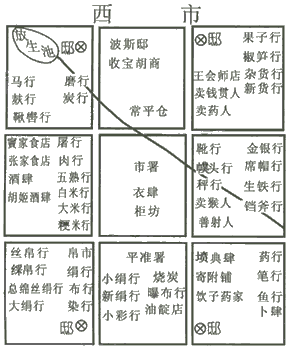 西 市
放生池 邸
马行 磨行
麸行 炭行
鞦辔行
波斯邸
收宝胡商
常平仓
邸 果子行
椒笋行
王会师店 杂货行
卖钱贯人 新货行
卖药人
窦家食店 屠行
张家食店 肉行
酒肆 五熟行
胡姬酒肆 白米行
大米行
粳米行
市署
衣肆
柜坊
靴行 金银行
幞头行 席帽行
秤行 生铁行
卖猴人 铛斧行
善射人
丝帛行 帛市
绢行
总绵丝绢行 布行
大绢行 染行
邸
平准署
小绢行 烧炭
新绢行 曝布行
小彩行 油靛店
坟典肆 药行
寄附铺 笔行
饮子药家 鱼行
邸 卜肆